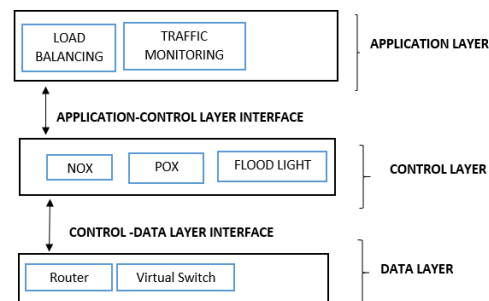 LOAD
BALANCING
TRAFFIC
MONITORING
APPLICATION LAYER
APPLICATION-CONTROL LAYER INTERFACE
NOX
POX
FLOOD LIGHT
CONTROL LAYER
CONTROL -DATA LAYER INTERFACE
Router
Virtual Switch
DATA LAYER